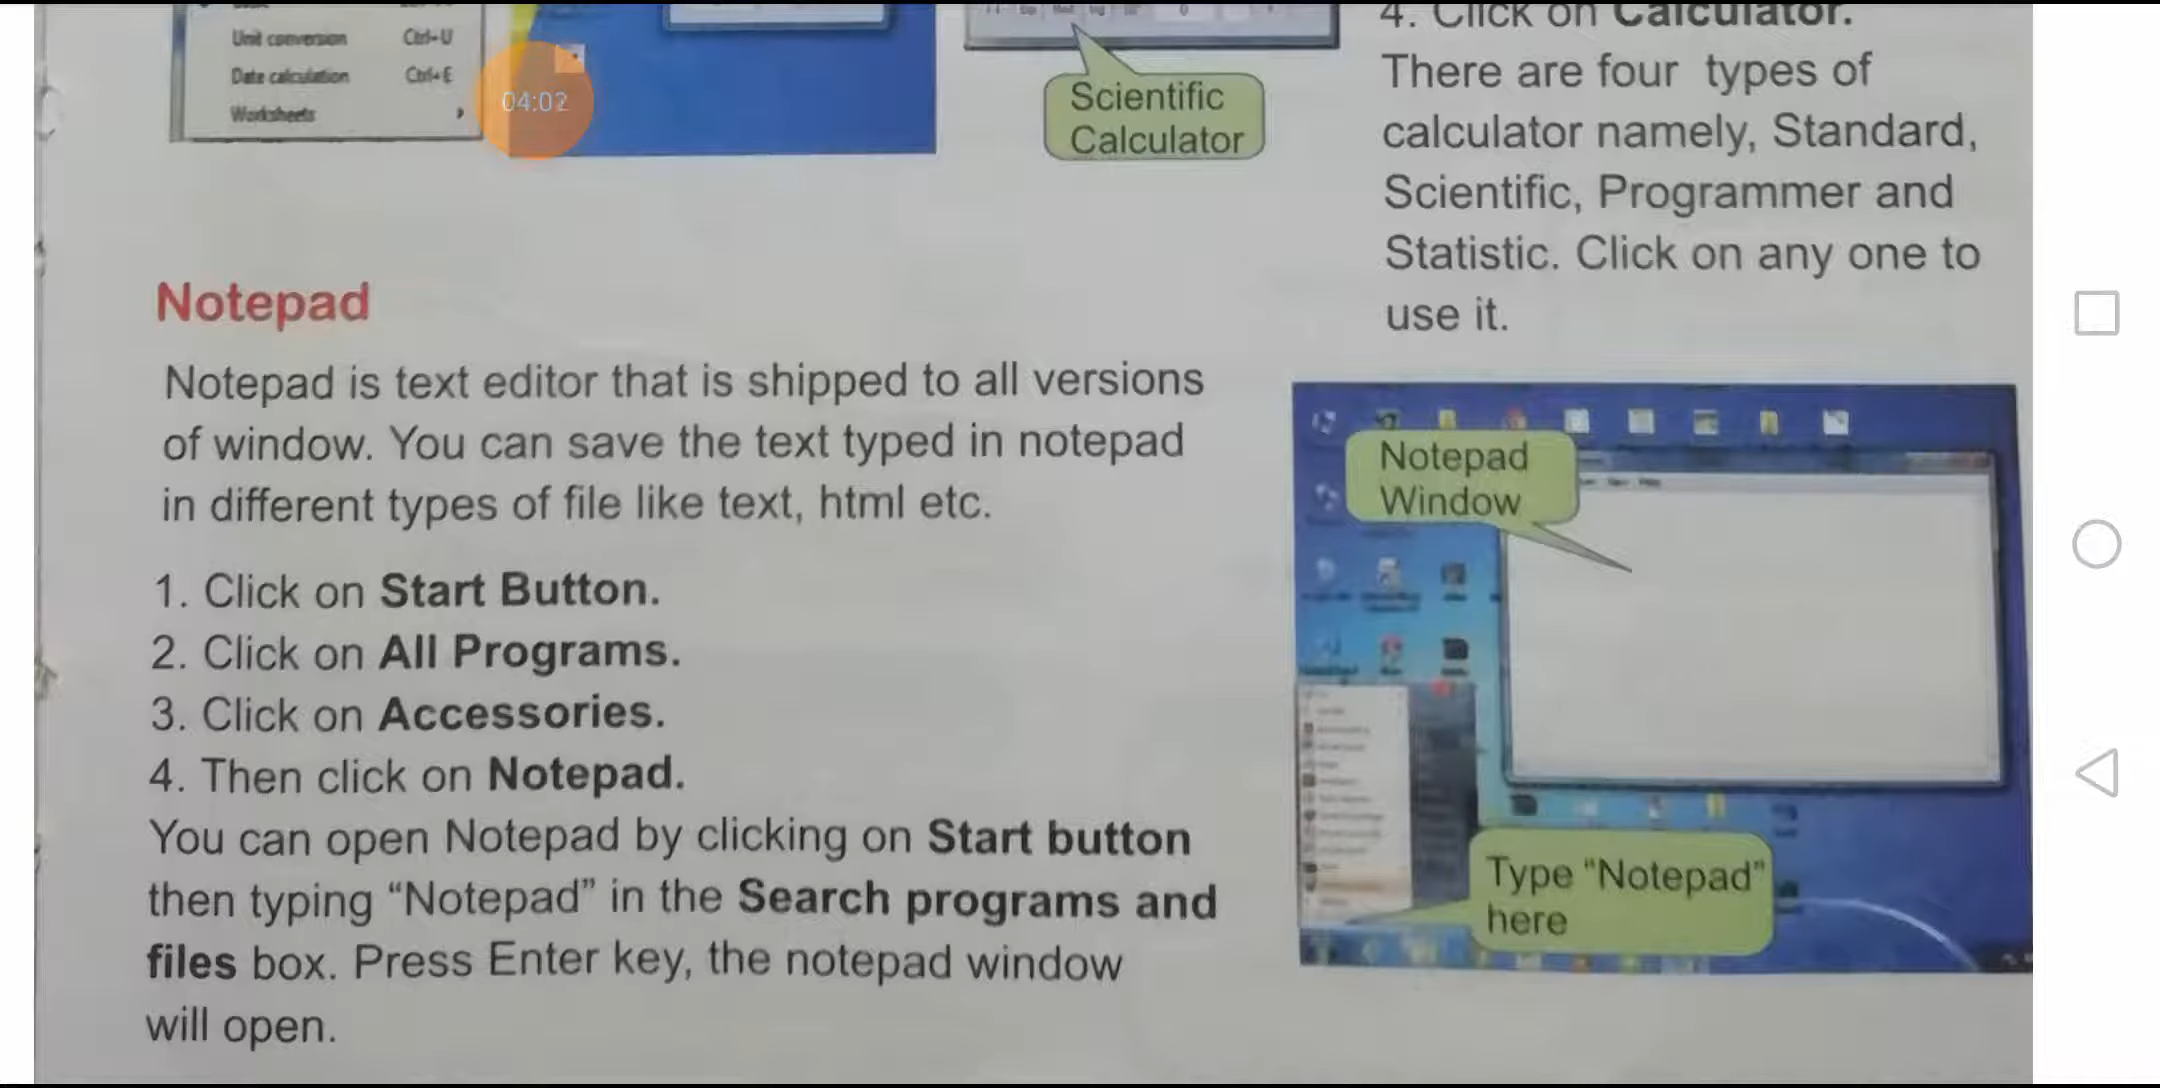 Unit conversion Ctrl+U
Date calculation Ctrl+E
Worksheets
04:02
Scientific
Calculator
4. Click on Calculator.
There are four types of
calculator namely, Standard,
Scientific, Programmer and
Statistic. Click on any one to
use it.
Notepad
Notepad is text editor that is shipped to all versions
of window. You can save the text typed in notepad
in different types of file like text, html etc.
1. Click on Start Button.
2. Click on All Programs.
3. Click on Accessories.
4. Then click on Notepad.
You can open Notepad by clicking on Start button
then typing “Notepad” in the Search programs and
files box. Press Enter key, the notepad window
will open.
Notepad
Window
Type “Notepad”
here